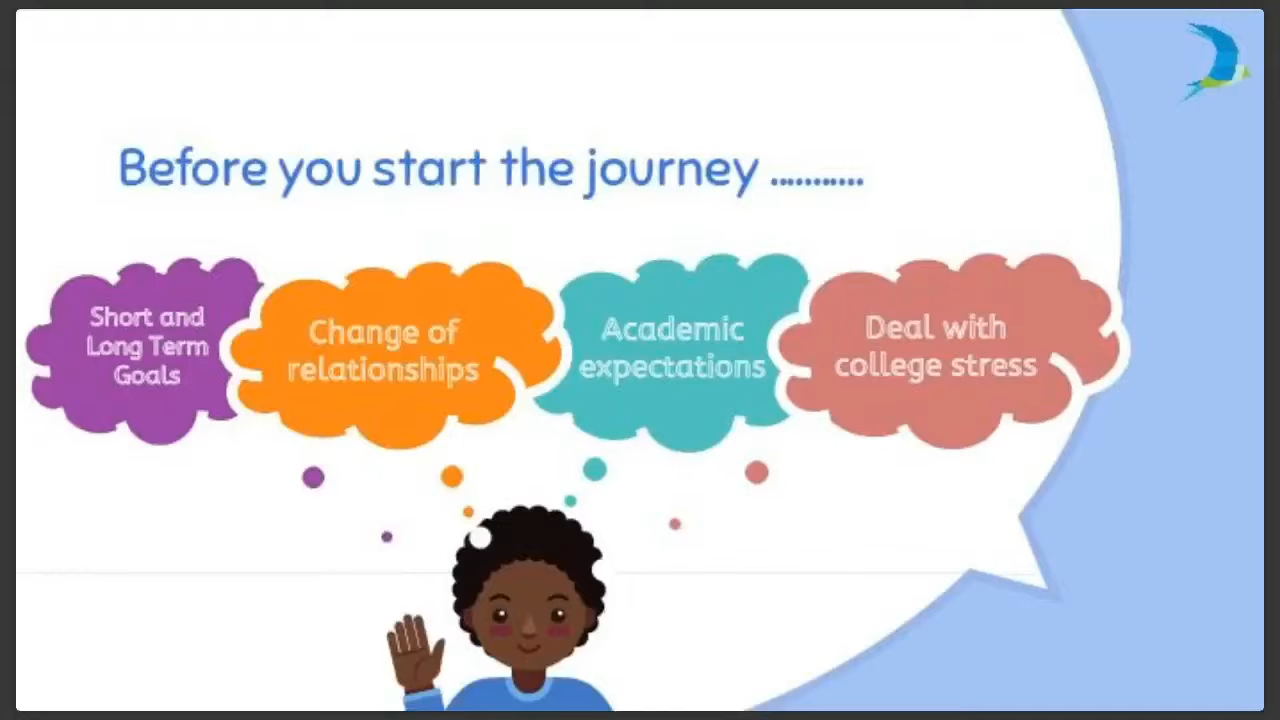 Before you start the journey ...........
Short and
Long Term
Goals
Change of
relationships
Academic
expectations
Deal with
college stress